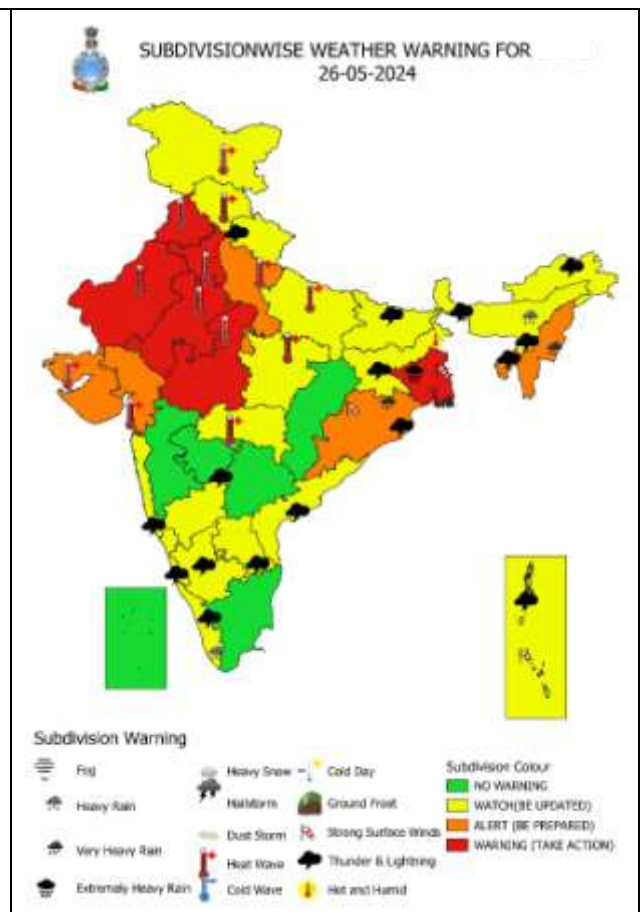 SUBDIVISIONWISE WEATHER WARNING FOR
26-05-2024
Subdivision Warning
Fog
Heavy Rain
Very Heavy Rain
Extremely Heavy Rain
Heavy Snow
Hailstorm
Dust Storm
Heat Wave
Cold Wave
Cold Day
Ground Frost
Strong Surface Winds
Thunder & Lightning
Hot and Humid
Subdivision Colour
NO WARNING
WATCH(BE UPDATED)
ALERT (BE PREPARED)
WARNING (TAKE ACTION)